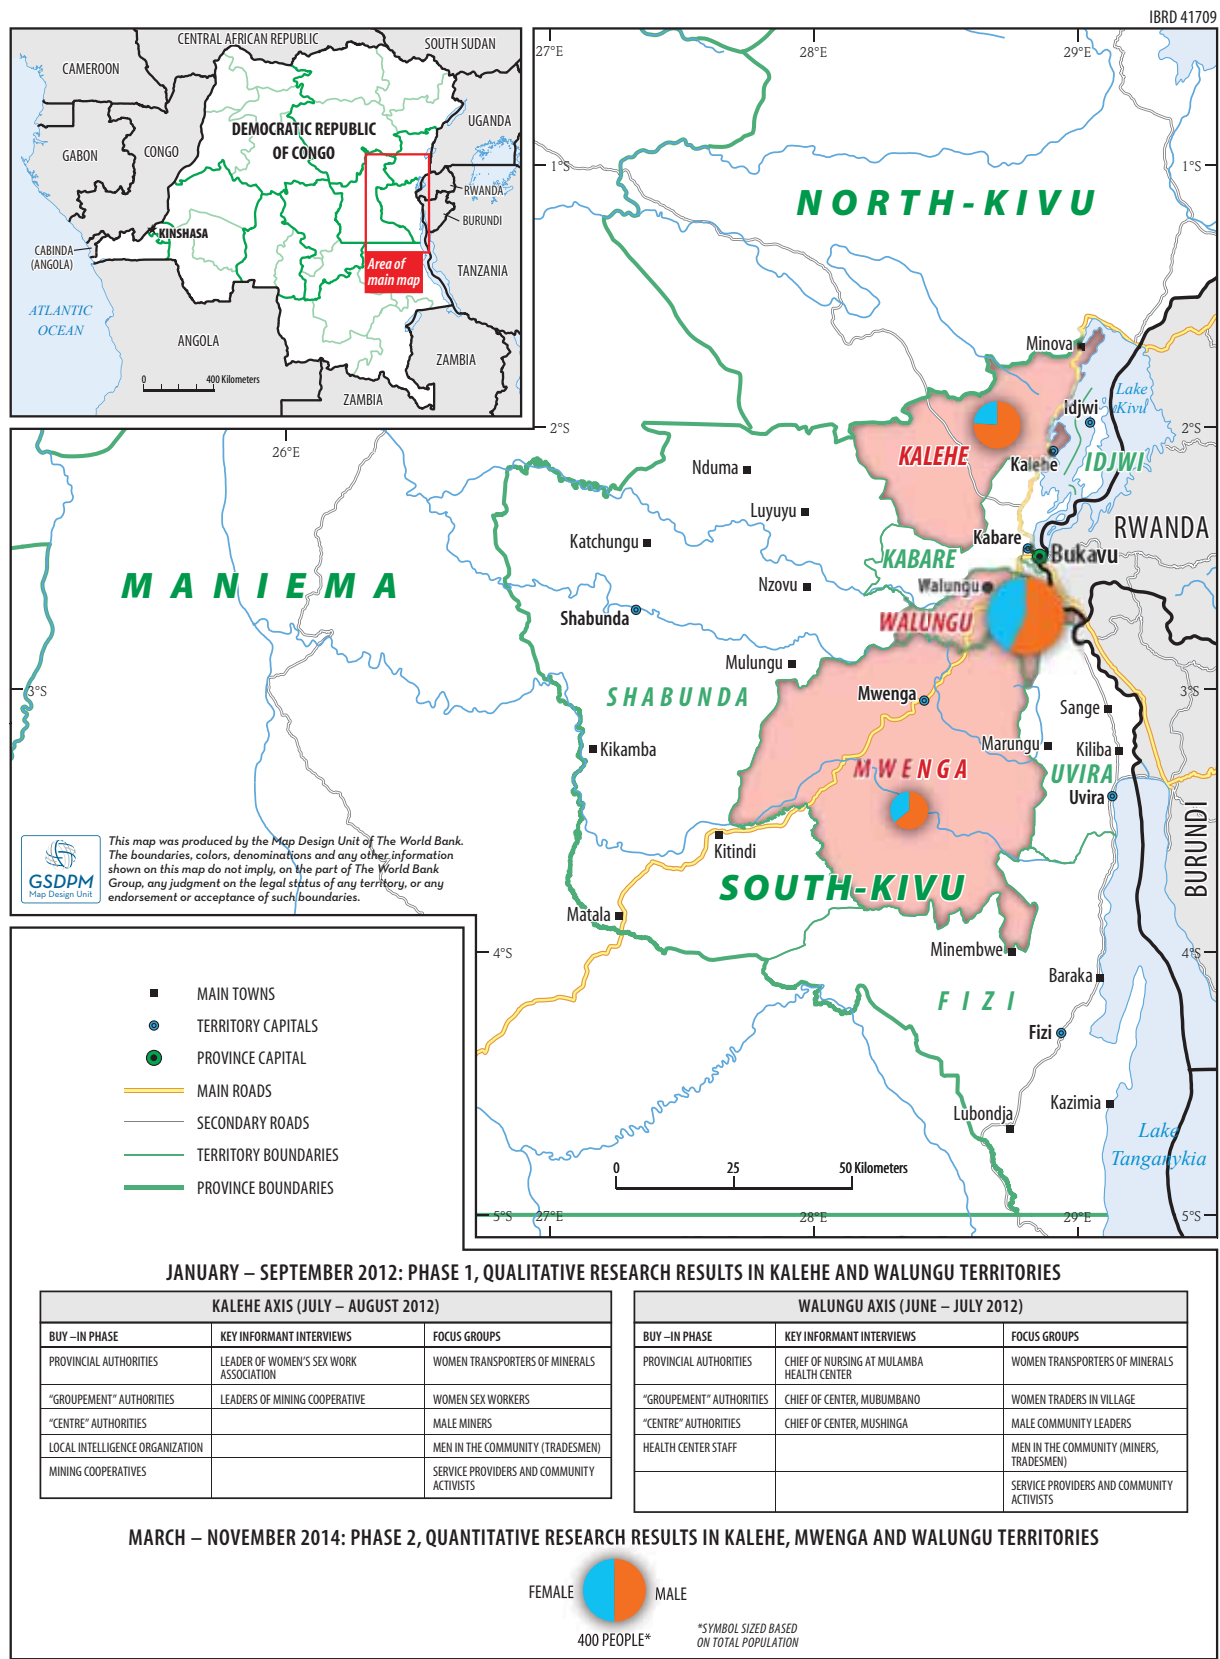 IBRD 41709
CENTRAL AFRICAN REPUBLIC
SOUTH SUDAN
CAMEROON
UGANDA
DEMOCRATIC REPUBLIC
OF CONGO
GABON
CONGO
RWANDA
BURUNDI
KINSHASA
CABINDA
(ANGOLA)
TANZANIA
Area of
main map
ATLANTIC
OCEAN
ANGOLA
ZAMBIA
0
400 Kilometers
ZAMBIA
27°E
28°E
29°E
1°S
1°S
NORTH-KIVU
Minova
Lake
Kivu
Idjwi
2°S
2°S
26°E
KALEHE
Kalehe
IDJWI
Nduma
Luyuyu
Katchungu
Kabare
Bukavu
RWANDA
KABARE
MANIEMA
Nzovu
Walungu
Shabunda
WALUNGU
Mulungu
3°S
3°S
SHABUNDA
Mwenga
Sange
Kikamba
Marungu
Kiliba
MWENGA
UVIRA
Uvira
BURUNDI
This map was produced by the Map Design Unit of The World Bank.
The boundaries, colors, denominations and any other information
shown on this map do not imply, on the part of The World Bank
Group, any judgment on the legal status of any territory, or any
endorsement or acceptance of such boundaries.
GSDPM
Map Design Unit
Kitindi
SOUTH-KIVU
Matala
Minembwe
4°S
4°S
Baraka
FIZI
Fizi
Lubondja
Kazimia
Lake
Tanganykia
0
25
50 Kilometers
5°S
27°E
28°E
29°E
5°S
MAIN TOWNS
TERRITORY CAPITALS
PROVINCE CAPITAL
MAIN ROADS
SECONDARY ROADS
TERRITORY BOUNDARIES
PROVINCE BOUNDARIES
JANUARY – SEPTEMBER 2012: PHASE 1, QUALITATIVE RESEARCH RESULTS IN KALEHE AND WALUNGU TERRITORIES
KALEHE AXIS (JULY – AUGUST 2012)
BUY –IN PHASE
KEY INFORMANT INTERVIEWS
FOCUS GROUPS
PROVINCIAL AUTHORITIES
LEADER OF WOMEN'S SEX WORK
ASSOCIATION
WOMEN TRANSPORTERS OF MINERALS
“GROUPEMENT” AUTHORITIES
LEADERS OF MINING COOPERATIVE
WOMEN SEX WORKERS
“CENTRE” AUTHORITIES
MALE MINERS
LOCAL INTELLIGENCE ORGANIZATION
MEN IN THE COMMUNITY (TRADESMEN)
MINING COOPERATIVES
SERVICE PROVIDERS AND COMMUNITY
ACTIVISTS
WALUNGU AXIS (JUNE – JULY 2012)
BUY –IN PHASE
KEY INFORMANT INTERVIEWS
FOCUS GROUPS
PROVINCIAL AUTHORITIES
CHIEF OF NURSING AT MULAMBA
HEALTH CENTER
WOMEN TRANSPORTERS OF MINERALS
“GROUPEMENT” AUTHORITIES
CHIEF OF CENTER, MUBUMBANO
WOMEN TRADERS IN VILLAGE
“CENTRE” AUTHORITIES
CHIEF OF CENTER, MUSHINGA
MALE COMMUNITY LEADERS
HEALTH CENTER STAFF
MEN IN THE COMMUNITY (MINERS,
TRADESMEN)
SERVICE PROVIDERS AND COMMUNITY
ACTIVISTS
MARCH – NOVEMBER 2014: PHASE 2, QUANTITATIVE RESEARCH RESULTS IN KALEHE, MWENGA AND WALUNGU TERRITORIES
FEMALE
MALE
400 PEOPLE*
*SYMBOL SIZED BASED
ON TOTAL POPULATION